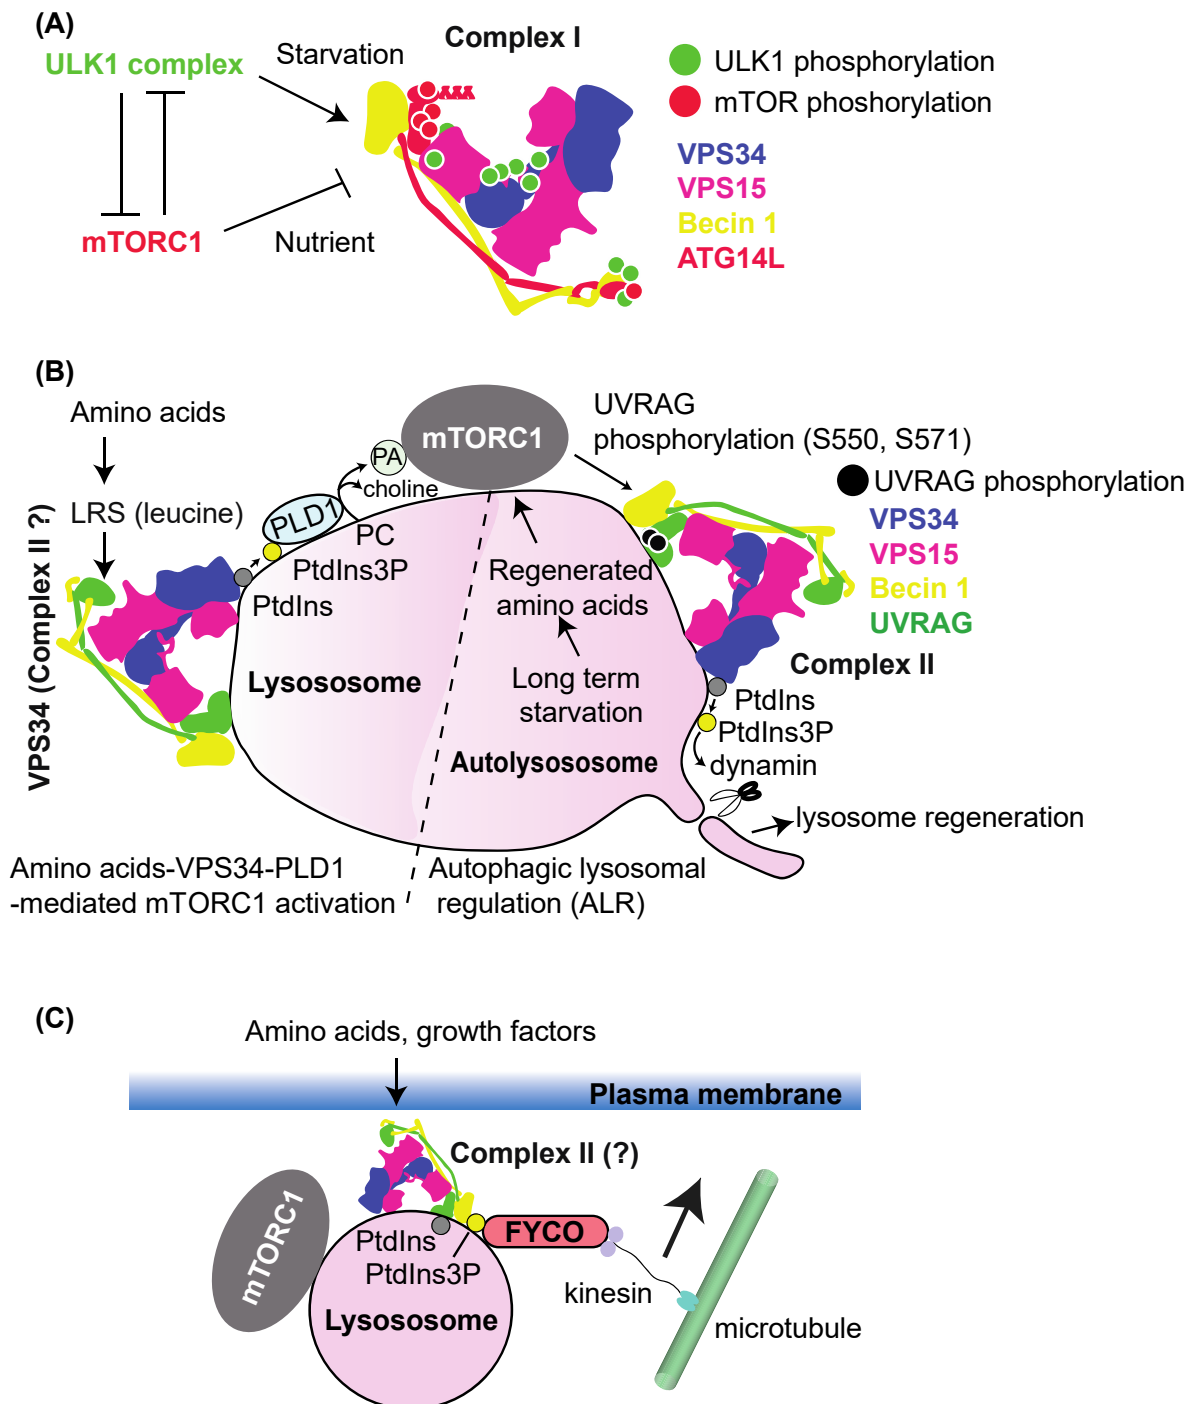 (A)
ULK1 complex
Starvation
Complex I
ULK1 phosphorylation
mTOR phoshorylation
VPS34
VPS15
Becin 1
ATG14L
mTORC1
Nutrient
(B)
Amino acids
LRS (leucine)
VPS34 (Complex II ?)
PLD1
PA
choline
PC
PtdIns3P
PtdIns
mTORC1
UVRAG
phosphorylation (S550, S571)
UVRAG phosphorylation
VPS34
VPS15
Becin 1
UVRAG
Complex II
Regenerated
amino acids
Long term
starvation
Lysososome
Autolysososome
PtdIns
PtdIns3P
dynamin
lysosome regeneration
Amino acids-VPS34-PLD1
-mediated mTORC1 activation
Autophagic lysosomal
regulation (ALR)
(C)
Amino acids, growth factors
Plasma membrane
Complex II (?)
mTORC1
PtdIns
PtdIns3P
FYCO
Lysososome
kinesin
microtubule